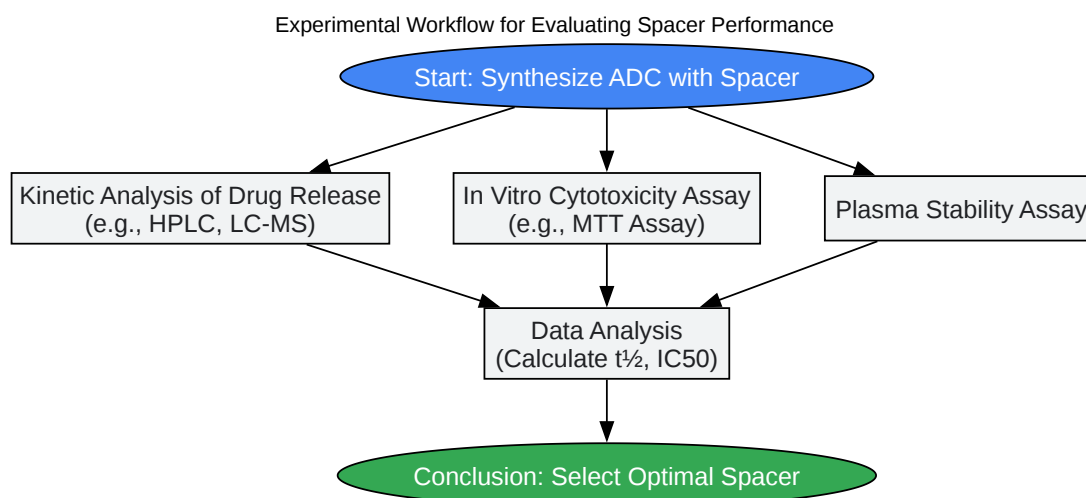 Experimental Workflow for Evaluating Spacer Performance
Start: Synthesize ADC with Spacer
Kinetic Analysis of Drug Release
(e.g., HPLC, LC-MS)
In Vitro Cytotoxicity Assay
(e.g., MTT Assay)
Plasma Stability Assay
Data Analysis
(Calculate t½, IC50)
Conclusion: Select Optimal Spacer